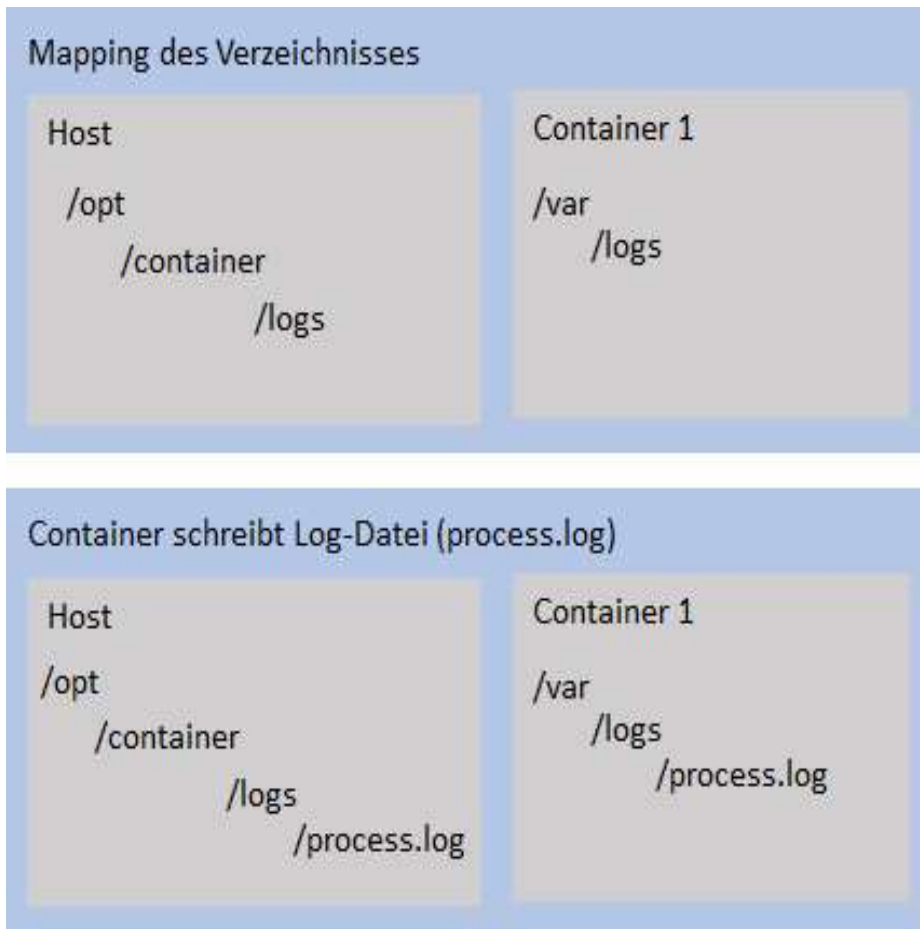 Mapping des Verzeichnisses
Host
/opt
/container
/logs
Container 1
/var
/logs
Container schreibt Log-Datei (process.log)
Host
/opt
/container
/logs
/process.log
Container 1
/var
/logs
/process.log